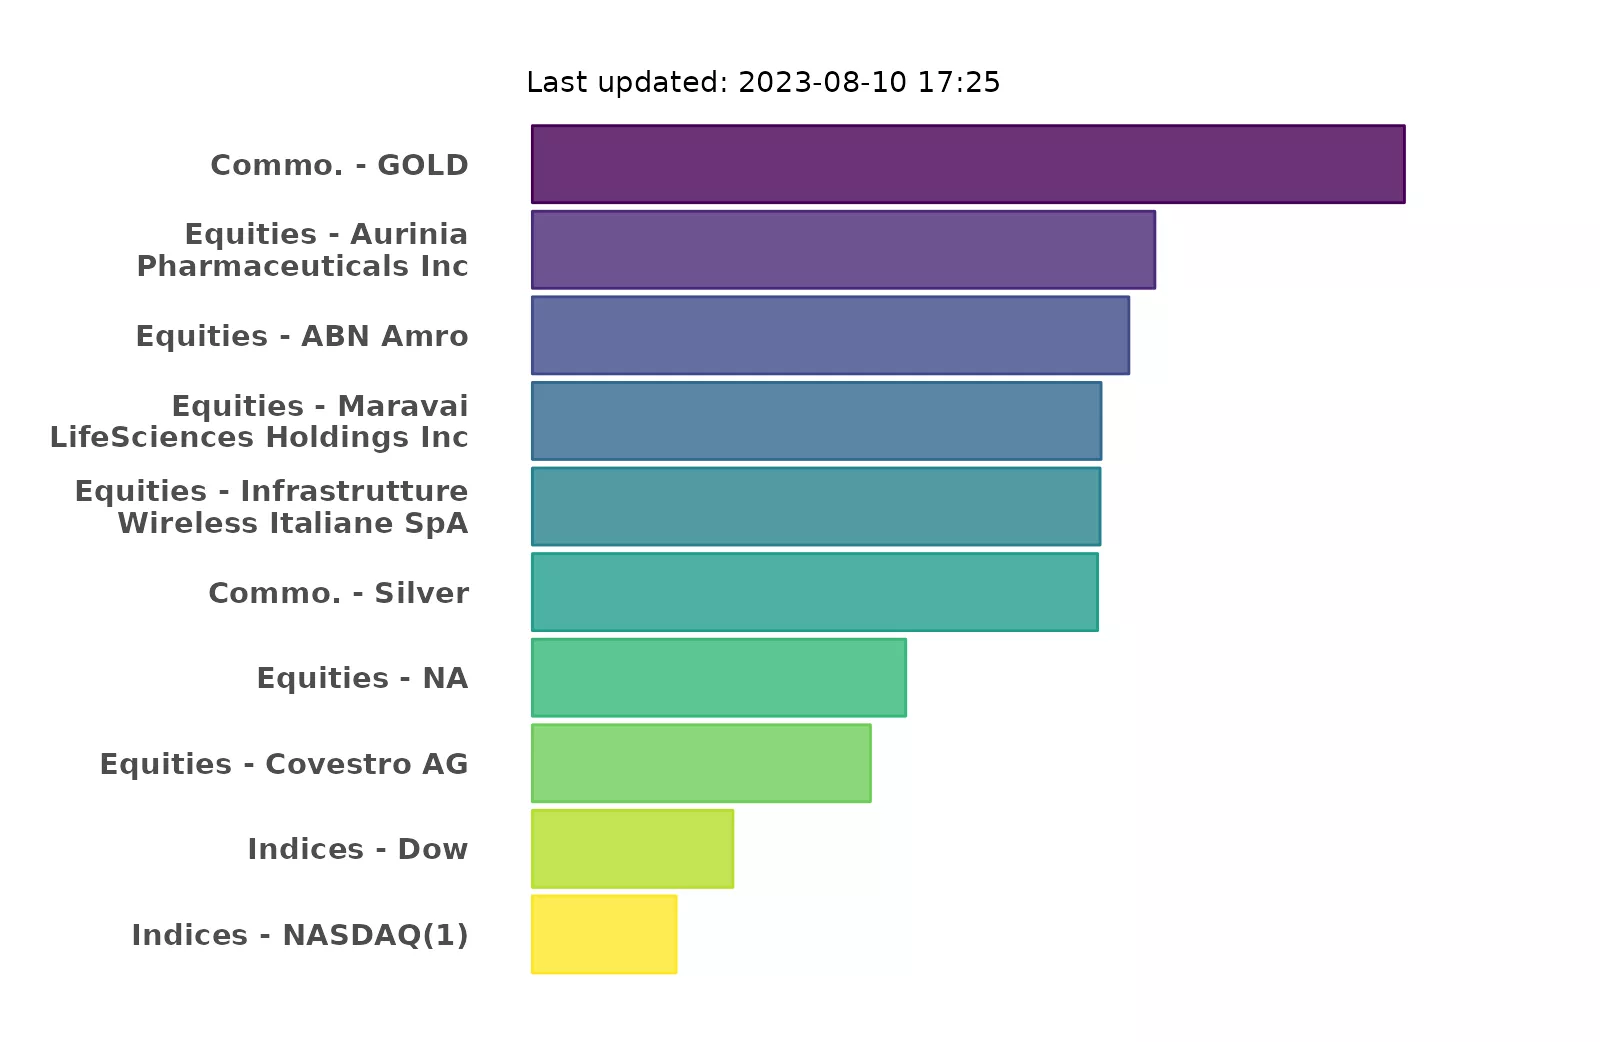 Last updated: 2023-08-10 17:25
Commo. - GOLD
Equities - Aurinia
Pharmaceuticals Inc
Equities - ABN Amro
Equities - Maravai
LifeSciences Holdings Inc
Equities - Infrastrutture
Wireless Italiane SpA
Commo. - Silver
Equities - NA
Equities - Covestro AG
Indices - Dow
Indices - NASDAQ(1)